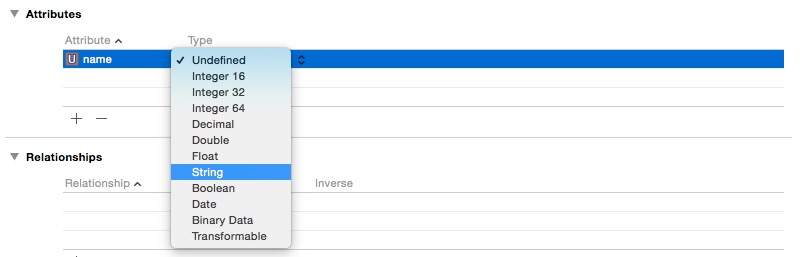 Attributes
Attribute Type
U name
✓ Undefined
Integer 16
Integer 32
Integer 64
Decimal
Double
Float
String
Boolean
Date
Binary Data
Transformable
+ −
Relationships
Relationship Inverse